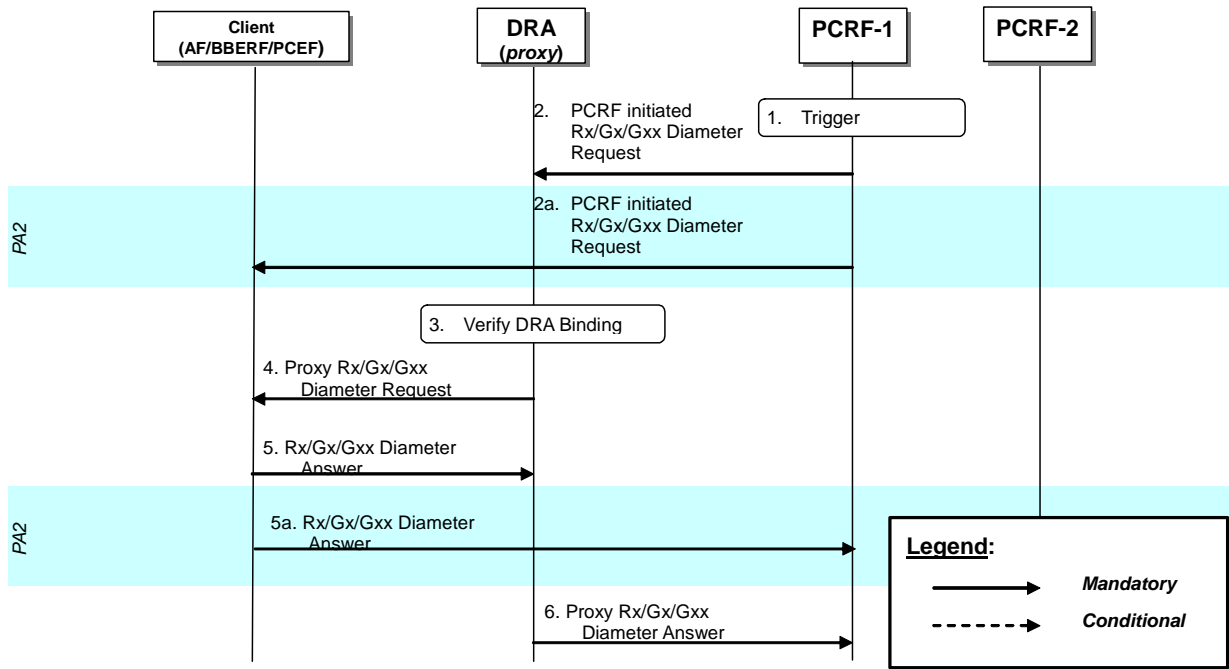 Client
(AF/BBERF/PCEF)
DRA
(proxy)
PCRF-1
PCRF-2
1. Trigger
2. PCRF initiated
Rx/Gx/Gxx Diameter
Request
PA2
2a. PCRF initiated
Rx/Gx/Gxx Diameter
Request
3. Verify DRA Binding
4. Proxy Rx/Gx/Gxx
Diameter Request
5. Rx/Gx/Gxx Diameter
Answer
PA2
5a. Rx/Gx/Gxx Diameter
Answer
6. Proxy Rx/Gx/Gxx
Diameter Answer
Legend:
Mandatory
Conditional